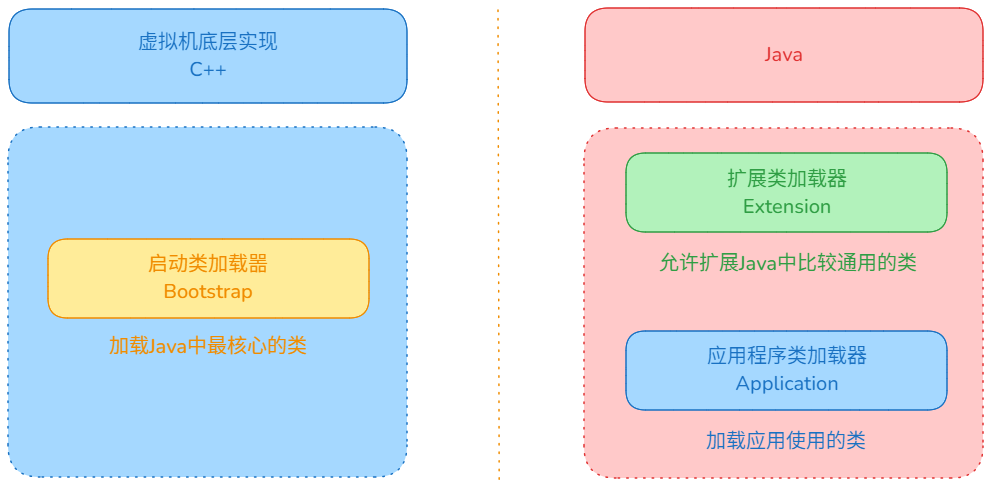 虚拟机底层实现
C++
启动类加载器
Bootstrap
加载Java中最核心的类
Java
扩展类加载器
Extension
允许扩展Java中比较通用的类
应用程序类加载器
Application
加载应用使用的类